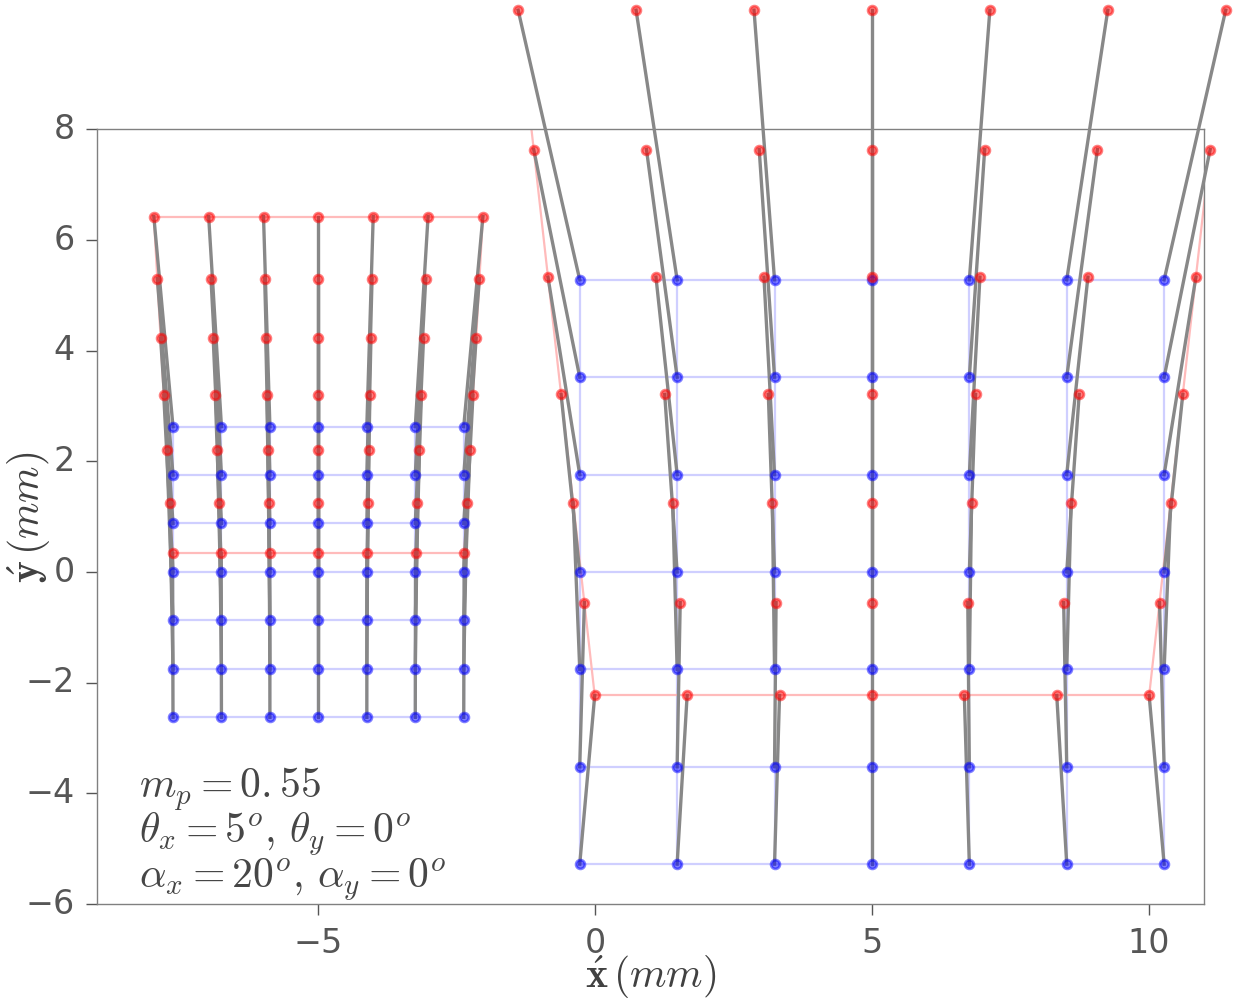 8
6
4
2
0
−2
−4
−6
ý (mm)
m_p = 0.55
θ_x = 5^o, θ_y = 0^o
α_x = 20^o, α_y = 0^o
−5 0 5 10
x́ (mm)